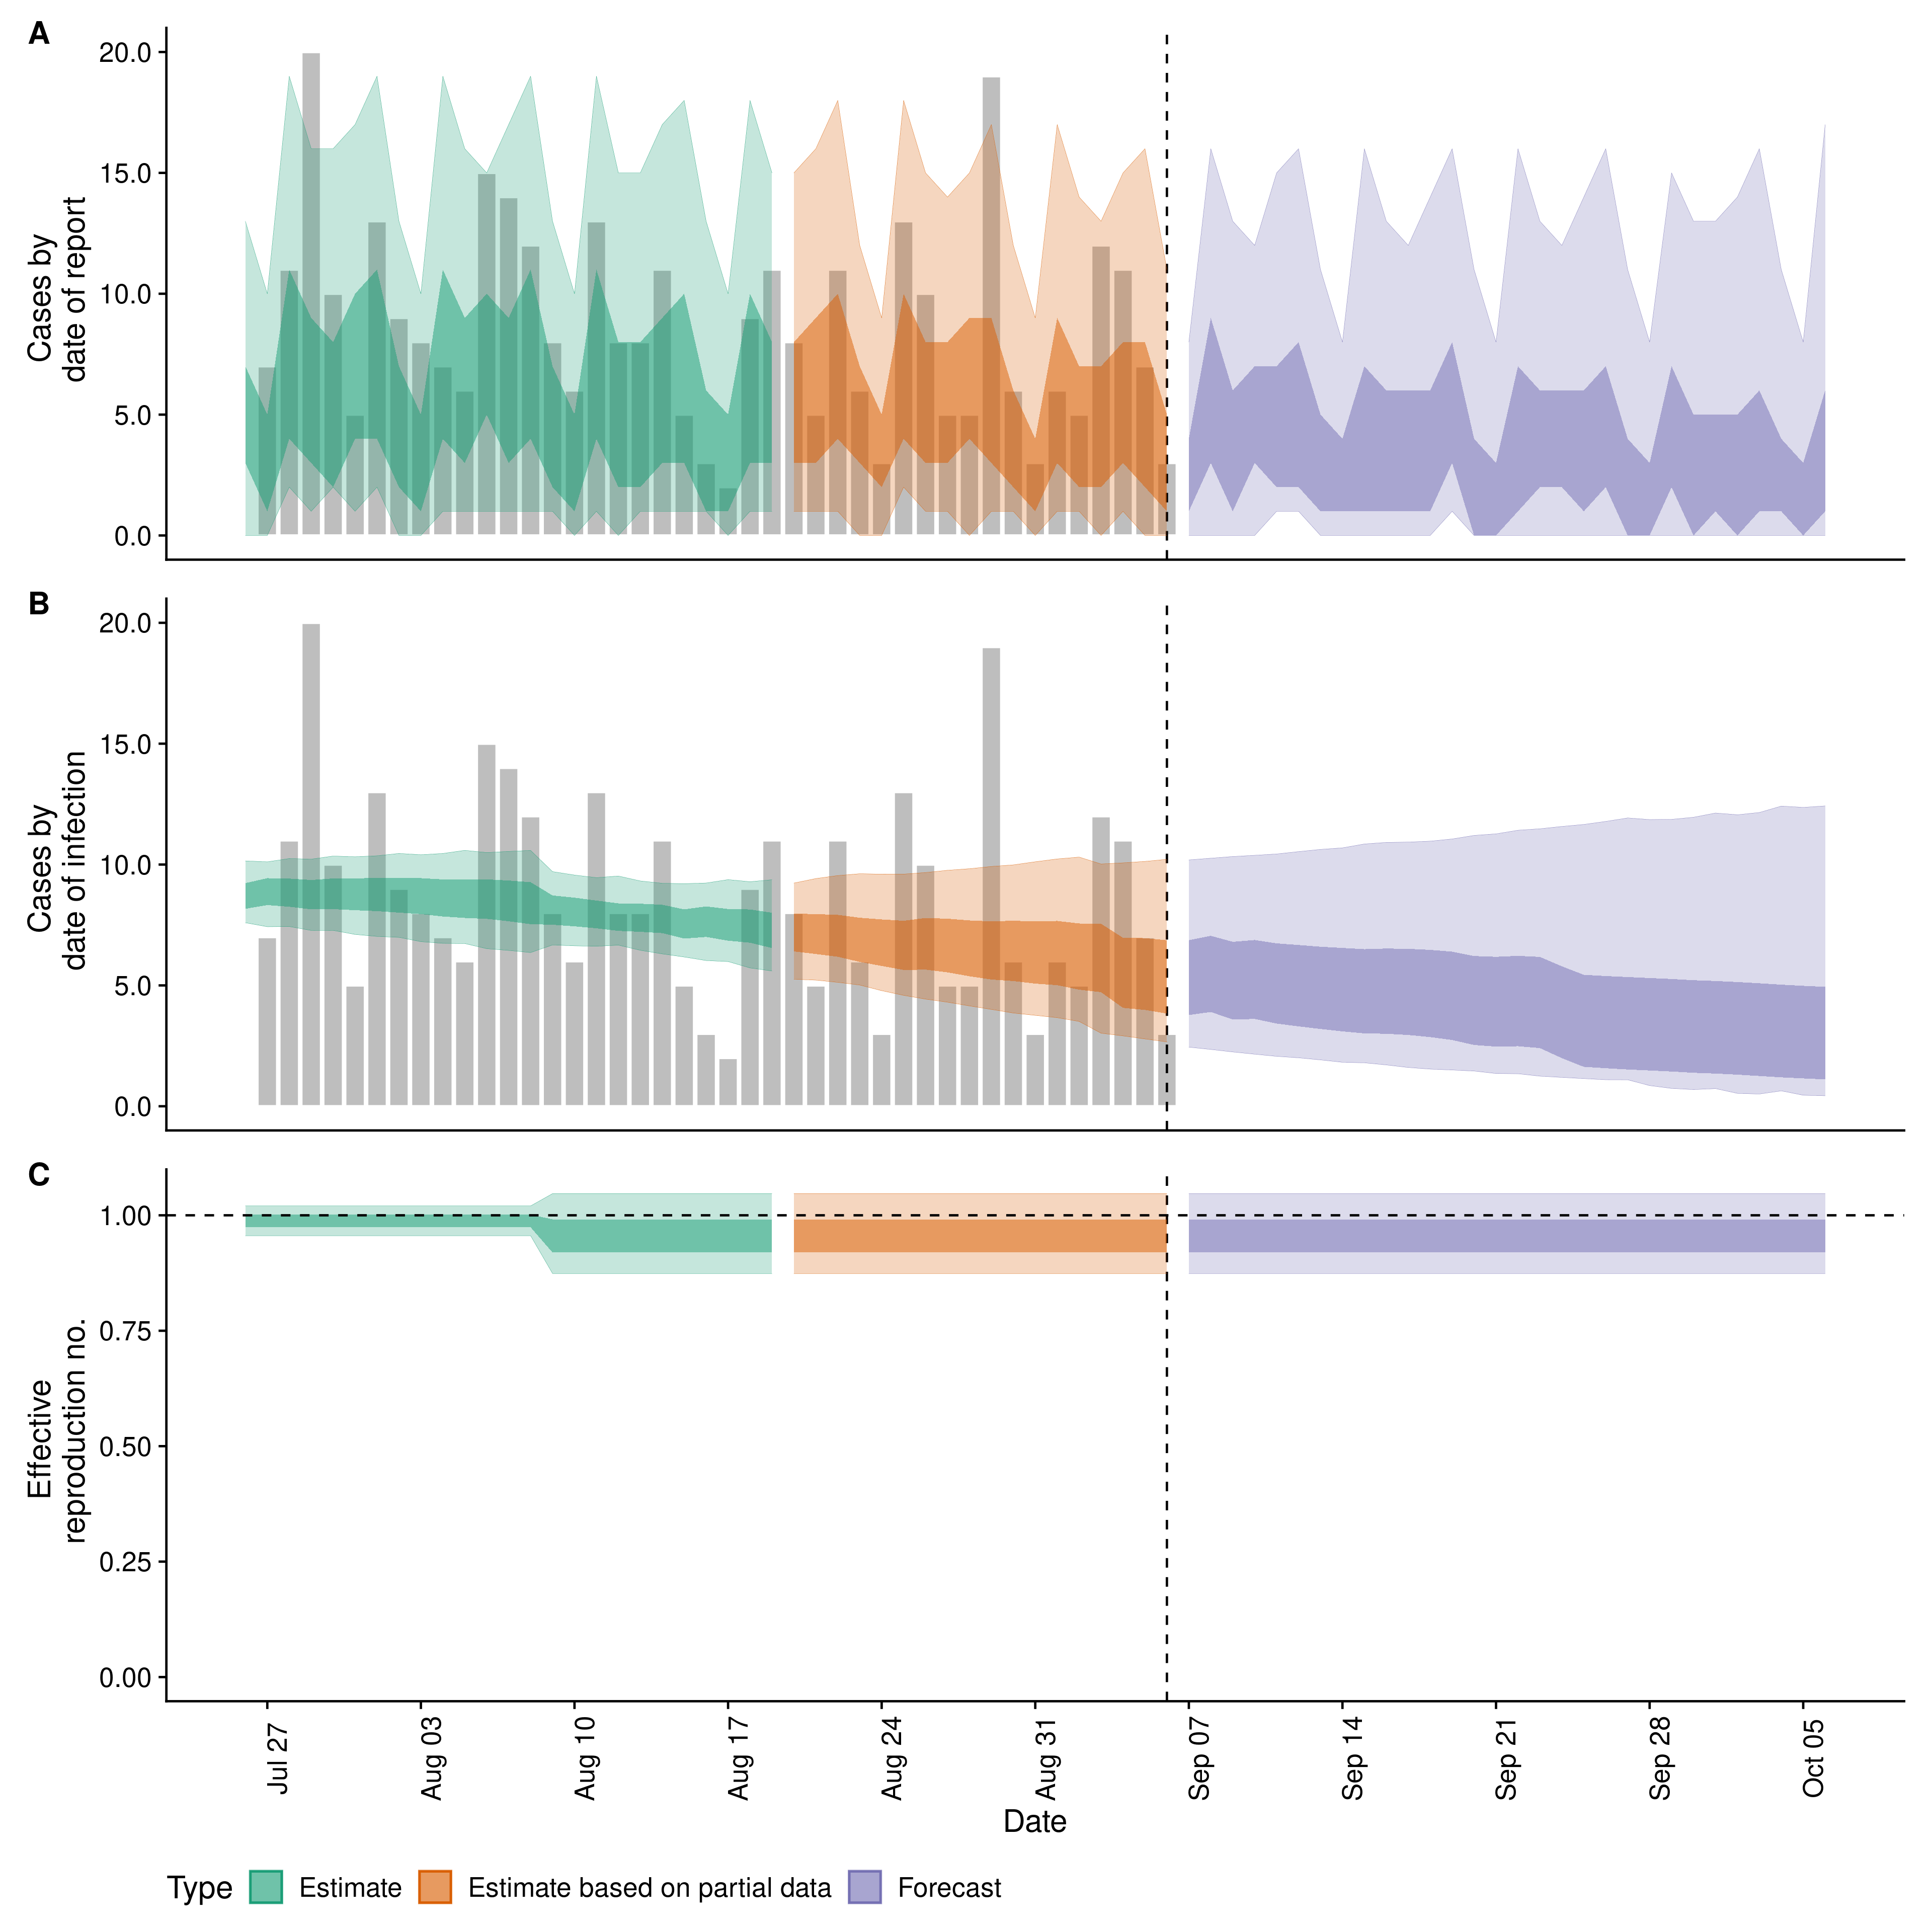 A
20.0
15.0
10.0
5.0
0.0
Cases by
date of report
B
20.0
15.0
10.0
5.0
0.0
Cases by
date of infection
C
1.00
0.75
0.50
0.25
0.00
Effective
reproduction no.
Jul 27
Aug 03
Aug 10
Aug 17
Aug 24
Aug 31
Sep 07
Sep 14
Sep 21
Sep 28
Oct 05
Date
Type Estimate Estimate based on partial data Forecast